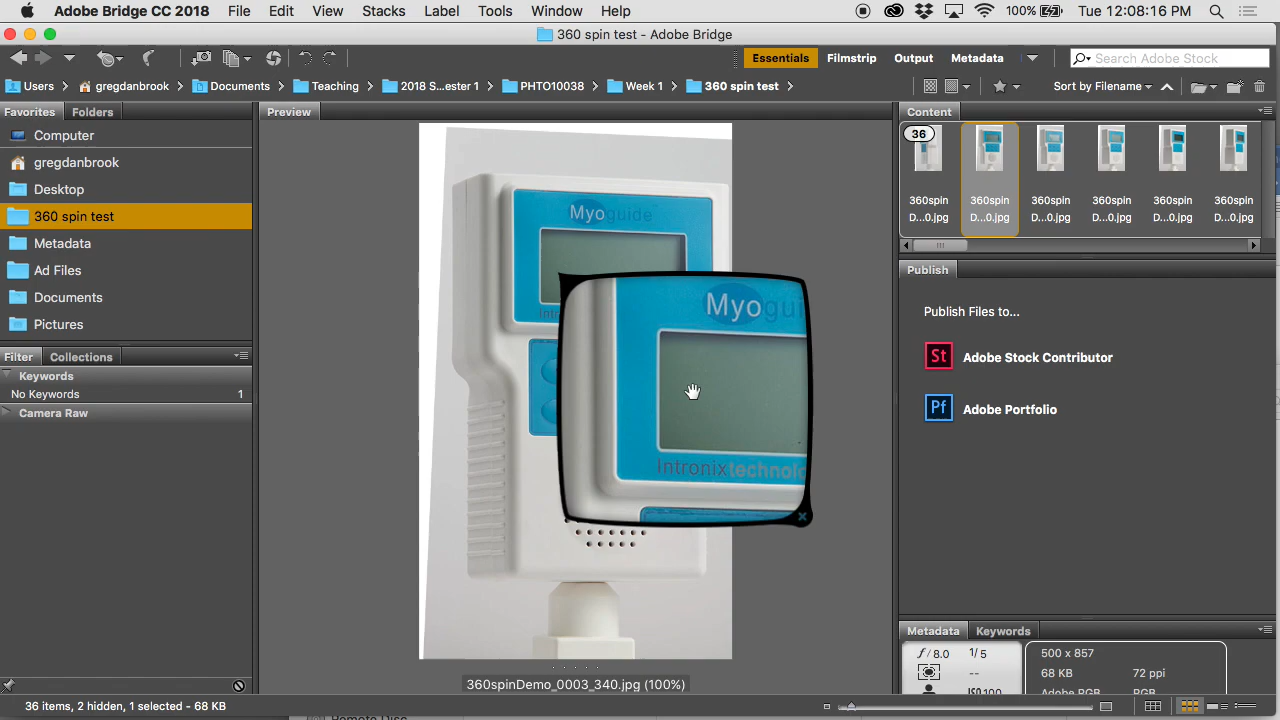 Adobe Bridge CC 2018 File Edit View Stacks Label Tools Window Help 100% Tue 12:08:16 PM
360 spin test - Adobe Bridge
Essentials Filmstrip Output Metadata Search Adobe Stock
Users gregdanbrook Documents Teaching 2018 S...ester 1 PHTO10038 Week 1 360 spin test Sort by Filename
Favorites Folders
Computer
gregdanbrook
Desktop
360 spin test
Metadata
Ad Files
Documents
Pictures
Filter Collections
Keywords
No Keywords 1
Camera Raw
Preview
Myoguide
Myogui
Intronixtechnolo
360spinDemo_0003_340.jpg (100%)
Content
36
360spin 360spin 360spin 360spin 360spin 360spin
D...0.jpg D...0.jpg D...0.jpg D...0.jpg D...0.jpg D...0.jpg
Publish
Publish Files to...
St Adobe Stock Contributor
Pf Adobe Portfolio
Metadata Keywords
ƒ/8.0 1/5 500 x 857
-- 68 KB 72 ppi
ISO100 Adobe RGB RGB
36 items, 2 hidden, 1 selected - 68 KB